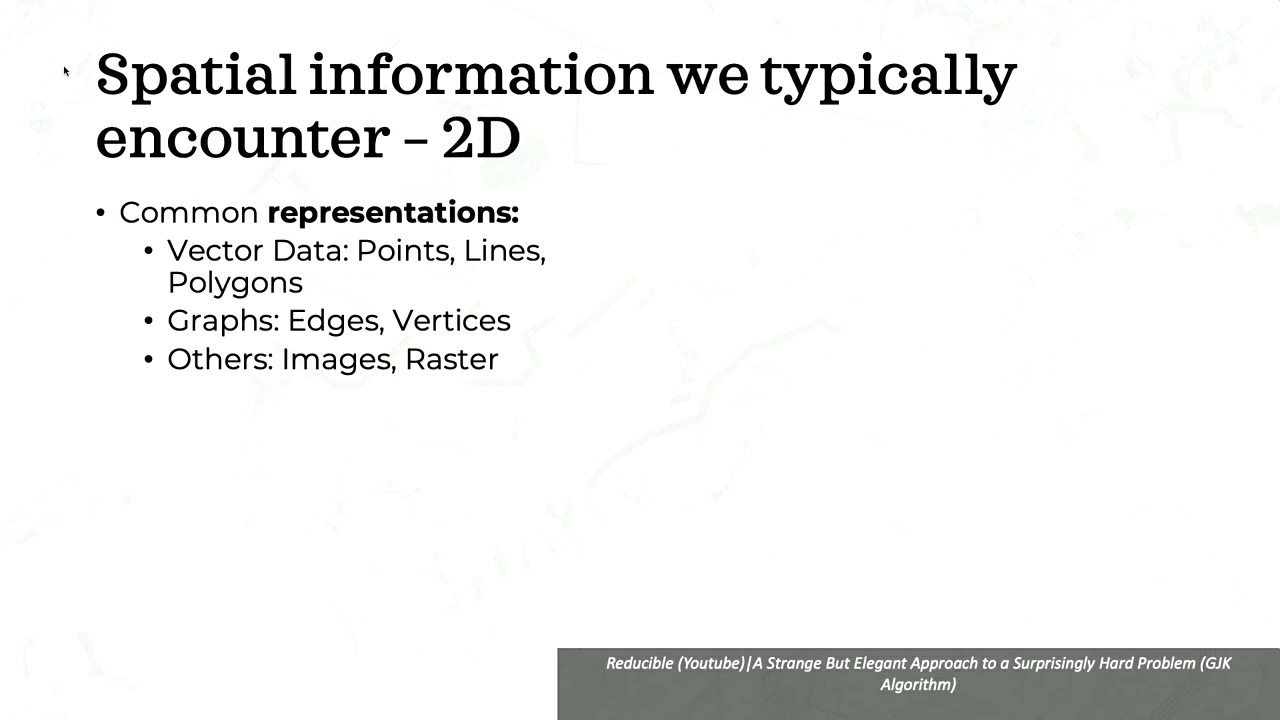 Spatial information we typically
encounter – 2D
• Common representations:
• Vector Data: Points, Lines,
Polygons
• Graphs: Edges, Vertices
• Others: Images, Raster
Reducible (Youtube)|A Strange But Elegant Approach to a Surprisingly Hard Problem (GJK
Algorithm)